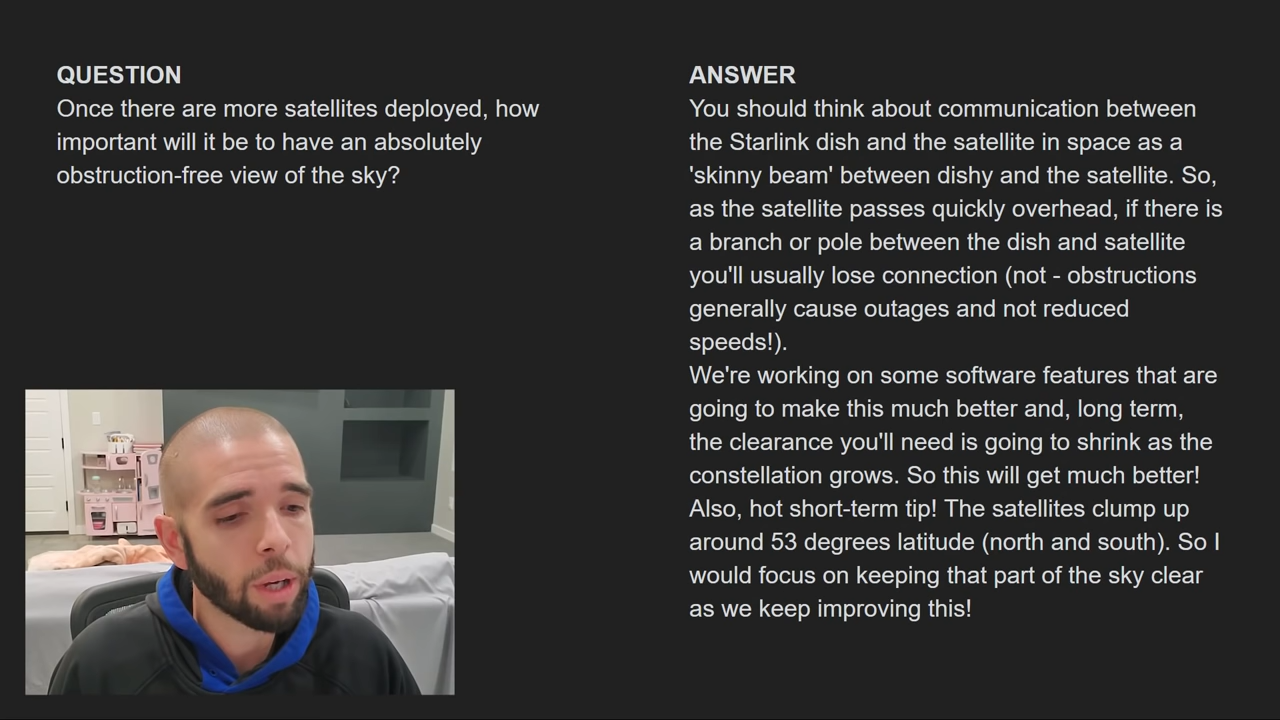 QUESTION
Once there are more satellites deployed, how
important will it be to have an absolutely
obstruction-free view of the sky?
ANSWER
You should think about communication between
the Starlink dish and the satellite in space as a
'skinny beam' between dishy and the satellite. So,
as the satellite passes quickly overhead, if there is
a branch or pole between the dish and satellite
you'll usually lose connection (not - obstructions
generally cause outages and not reduced
speeds!).
We're working on some software features that are
going to make this much better and, long term,
the clearance you'll need is going to shrink as the
constellation grows. So this will get much better!
Also, hot short-term tip! The satellites clump up
around 53 degrees latitude (north and south). So I
would focus on keeping that part of the sky clear
as we keep improving this!